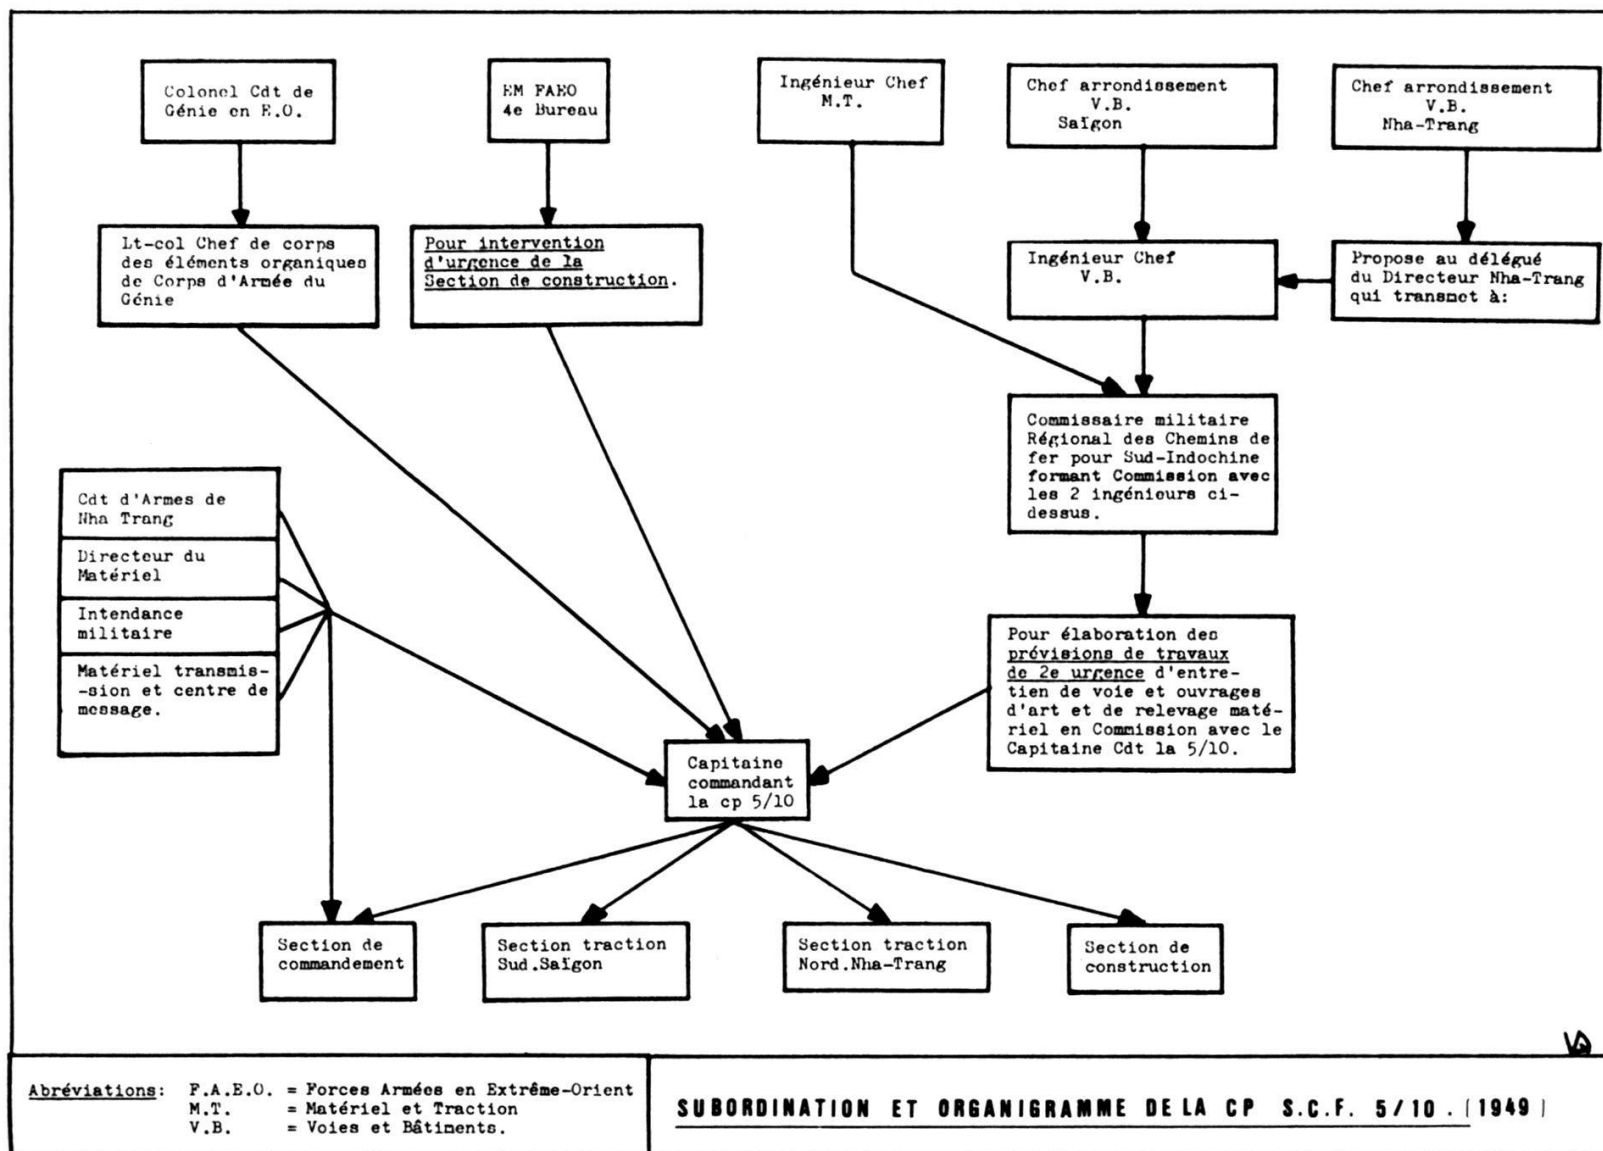 Colonel Cdt de
Génie en E.O.
EM FAEO
4e Bureau
Ingénieur Chef
M.T.
Chef arrondissement
V.B.
Saïgon
Chef arrondissement
V.B.
Nha-Trang
Lt-col Chef de corps
des éléments organiques
de Corps d'Armée du
Génie
Pour intervention
d'urgence de la
Section de construction.
Ingénieur Chef
V.B.
Propose au délégué
du Directeur Nha-Trang
qui transmet à:
Commissaire militaire
Régional des Chemins de
fer pour Sud-Indochine
formant Commission avec
les 2 ingénieurs ci-
dessus.
Cdt d'Armes de
Nha Trang
Directeur du
Matériel
Intendance
militaire
Matériel transmis-
-sion et centre de
message.
Pour élaboration des
prévisions de travaux
de 2e urgence d'entre-
tien de voie et ouvrages
d'art et de relevage maté-
riel en Commission avec le
Capitaine Cdt la 5/10.
Capitaine
commandant
la cp 5/10
Section de
commandement
Section traction
Sud.Saïgon
Section traction
Nord.Nha-Trang
Section de
construction
Abréviations: F.A.E.O. = Forces Armées en Extrême-Orient
M.T. = Matériel et Traction
V.B. = Voies et Bâtiments.
SUBORDINATION ET ORGANIGRAMME DE LA CP S.C.F. 5/10. (1949)